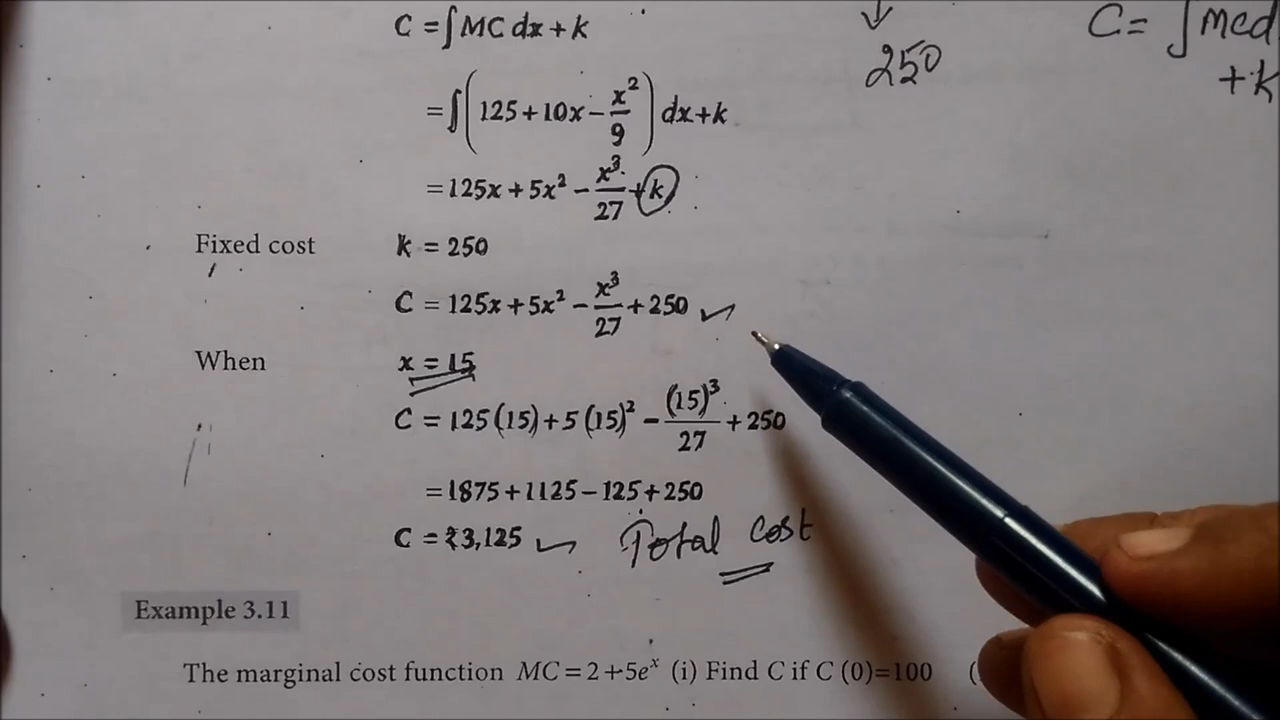 C = ∫ MC dx + k
↓
250
C = ∫ mcd
+k
= ∫ ( 125 + 10x − x²/9 ) dx + k
= 125x + 5x² − x³/27 + k
Fixed cost k = 250
C = 125x + 5x² − x³/27 + 250 ✓
When x = 15
C = 125(15) + 5(15)² − (15)³/27 + 250
= 1875 + 1125 − 125 + 250
C = ₹3,125 ✓ Total cost
Example 3.11
The marginal cost function MC = 2 + 5eˣ (i) Find C if C (0)=100 (